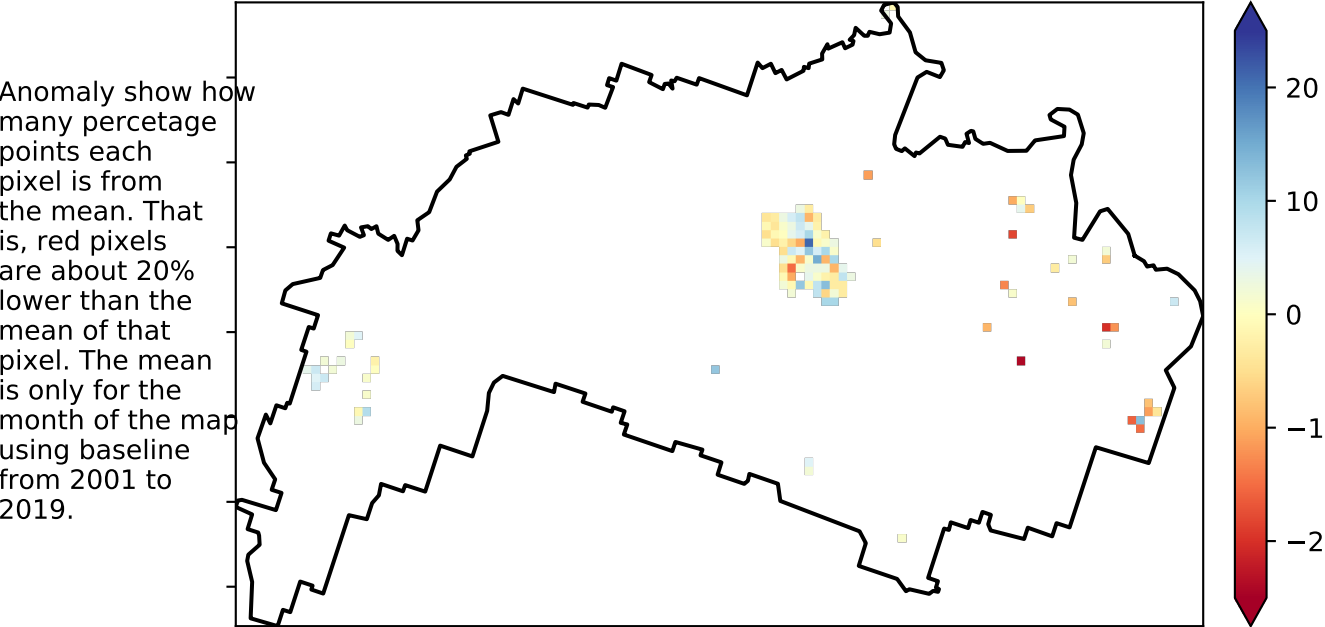 Anomaly show how
many percetage
points each
pixel is from
the mean. That
is, red pixels
are about 20%
lower than the
mean of that
pixel. The mean
is only for the
month of the map
using baseline
from 2001 to
2019.
20
10
0
−1
−2